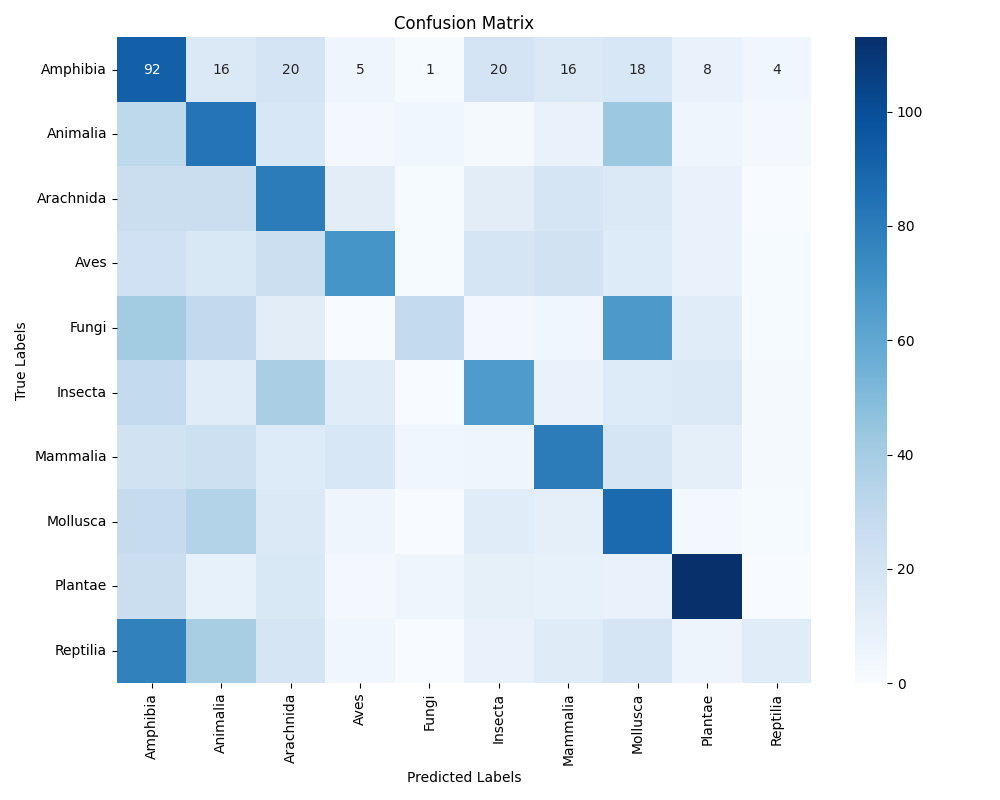 Confusion Matrix
True Labels
Amphibia 92 16 20 5 1 20 16 18 8 4
Animalia
Arachnida
Aves
Fungi
Insecta
Mammalia
Mollusca
Plantae
Reptilia
Amphibia Animalia Arachnida Aves Fungi Insecta Mammalia Mollusca Plantae Reptilia
Predicted Labels
100
80
60
40
20
0